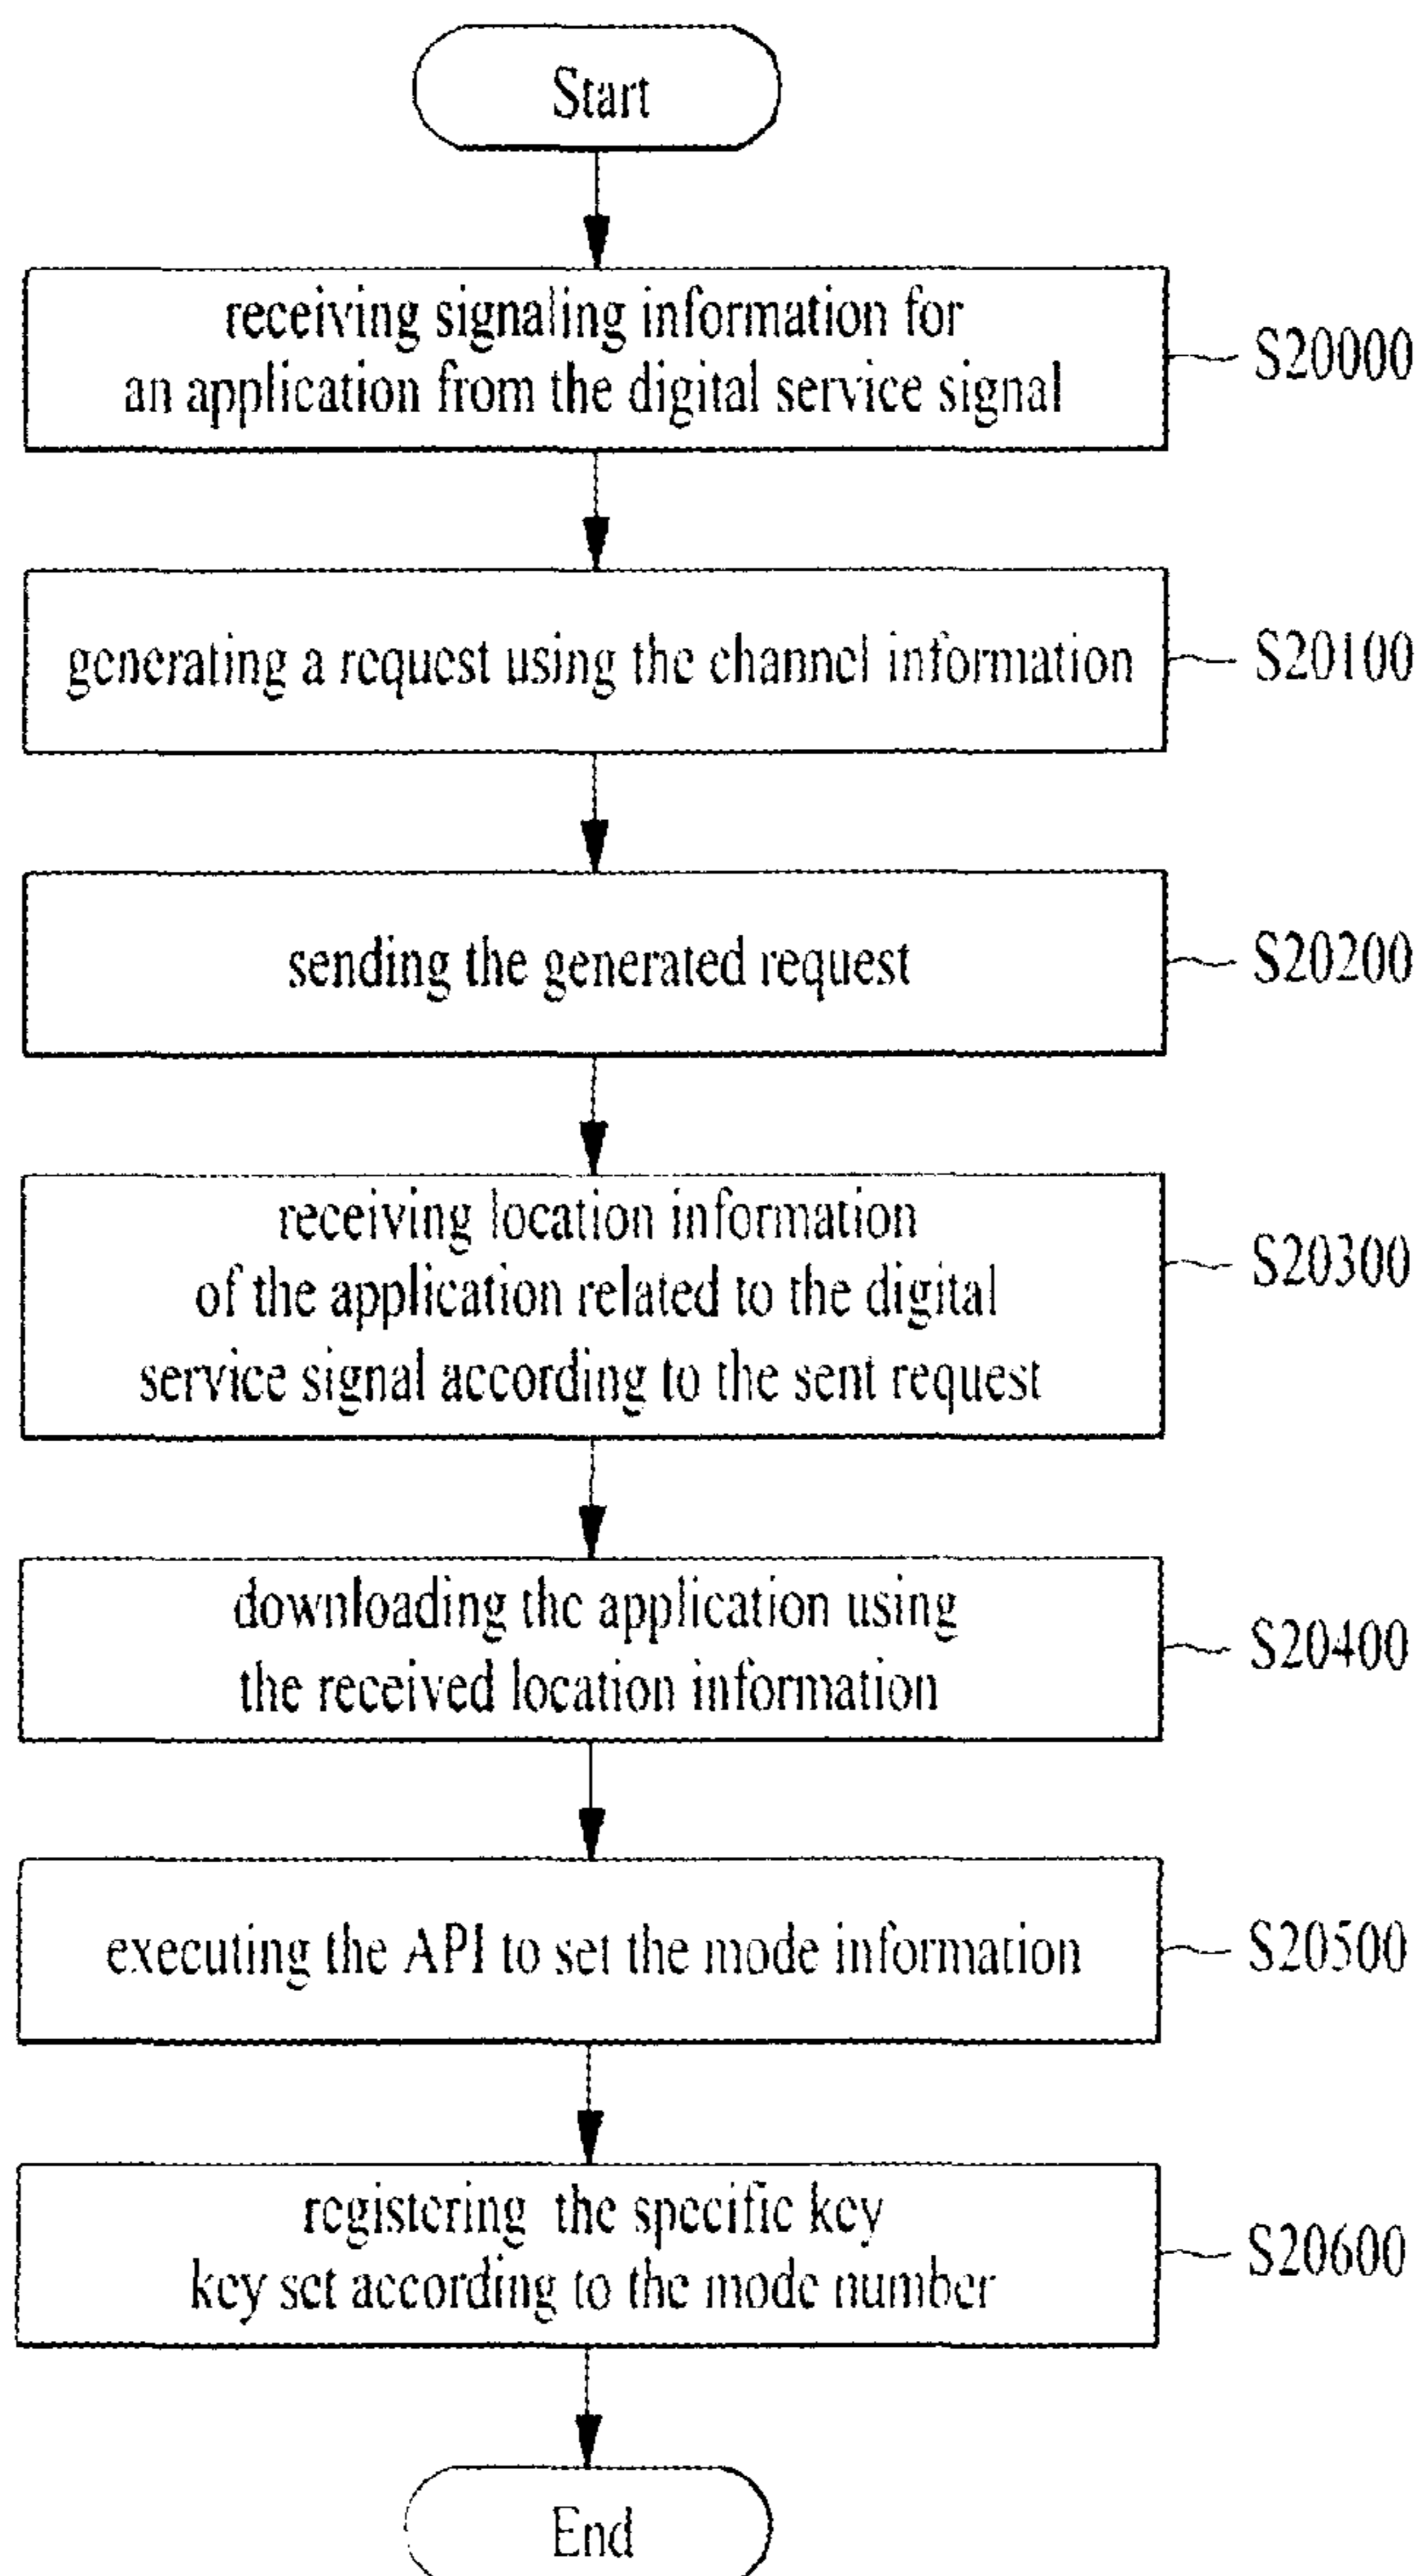 Start
receiving signaling information for
an application from the digital service signal
S20000
generating a request using the channel information
S20100
sending the generated request
S20200
receiving location information
of the application related to the digital
service signal according to the sent request
S20300
downloading the application using
the received location information
S20400
executing the API to set the mode information
S20500
registering the specific key
key set according to the mode number
S20600
End